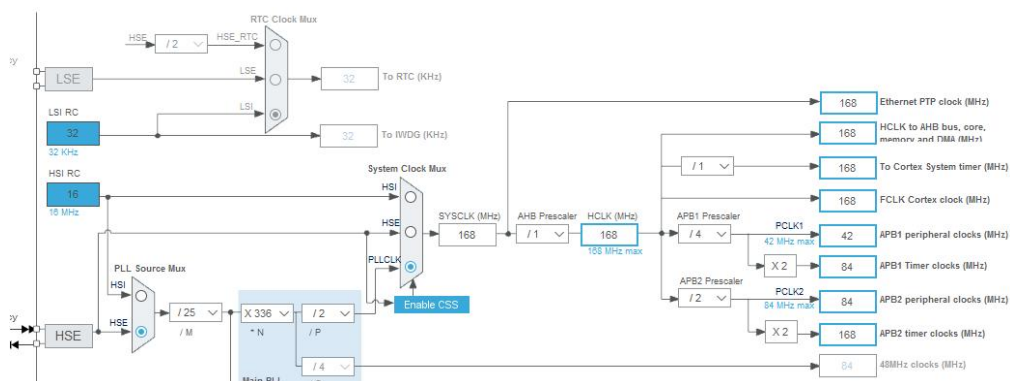 RTC Clock Mux
HSE
/ 2
HSE_RTC
LSE
LSE
32
To RTC (KHz)
LSI RC
LSI
32
32
To IWDG (KHz)
32 KHz
HSI RC
16
16 MHz
System Clock Mux
HSI
HSE
PLLCLK
Enable CSS
PLL Source Mux
HSI
HSE
HSE
/ 25
/ M
X 336
* N
/ 2
/ P
/ 4
Main PLL
SYSCLK (MHz)
168
AHB Prescaler
/ 1
HCLK (MHz)
168
168 MHz max
168
Ethernet PTP clock (MHz)
168
HCLK to AHB bus, core,
memory and DMA (MHz)
/ 1
168
To Cortex System timer (MHz)
168
FCLK Cortex clock (MHz)
APB1 Prescaler
/ 4
PCLK1
42 MHz max
42
APB1 peripheral clocks (MHz)
X 2
84
APB1 Timer clocks (MHz)
APB2 Prescaler
/ 2
PCLK2
84 MHz max
84
APB2 peripheral clocks (MHz)
X 2
168
APB2 timer clocks (MHz)
84
48MHz clocks (MHz)